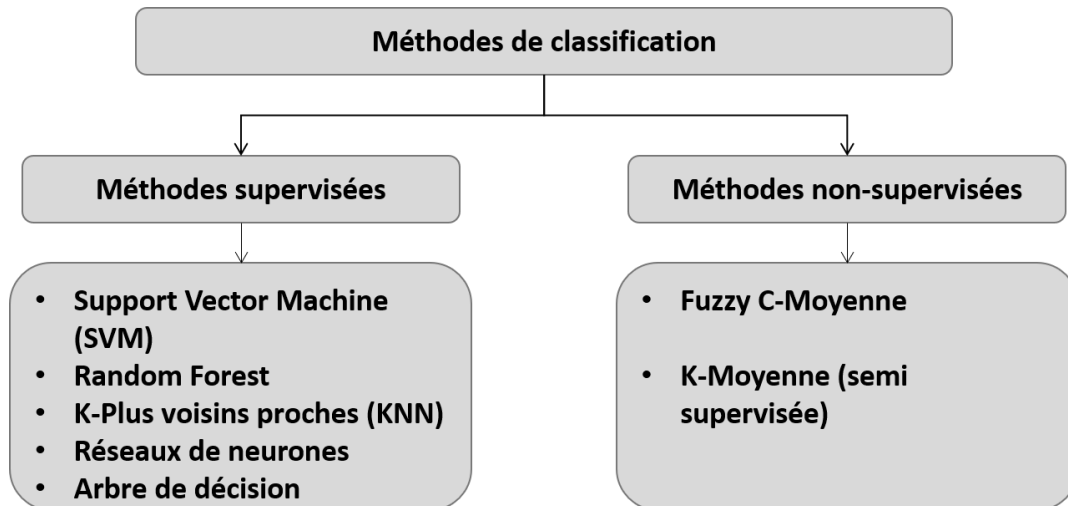 Méthodes de classification
Méthodes supervisées
Méthodes non-supervisées
• Support Vector Machine
(SVM)
• Random Forest
• K-Plus voisins proches (KNN)
• Réseaux de neurones
• Arbre de décision
• Fuzzy C-Moyenne
• K-Moyenne (semi
supervisée)